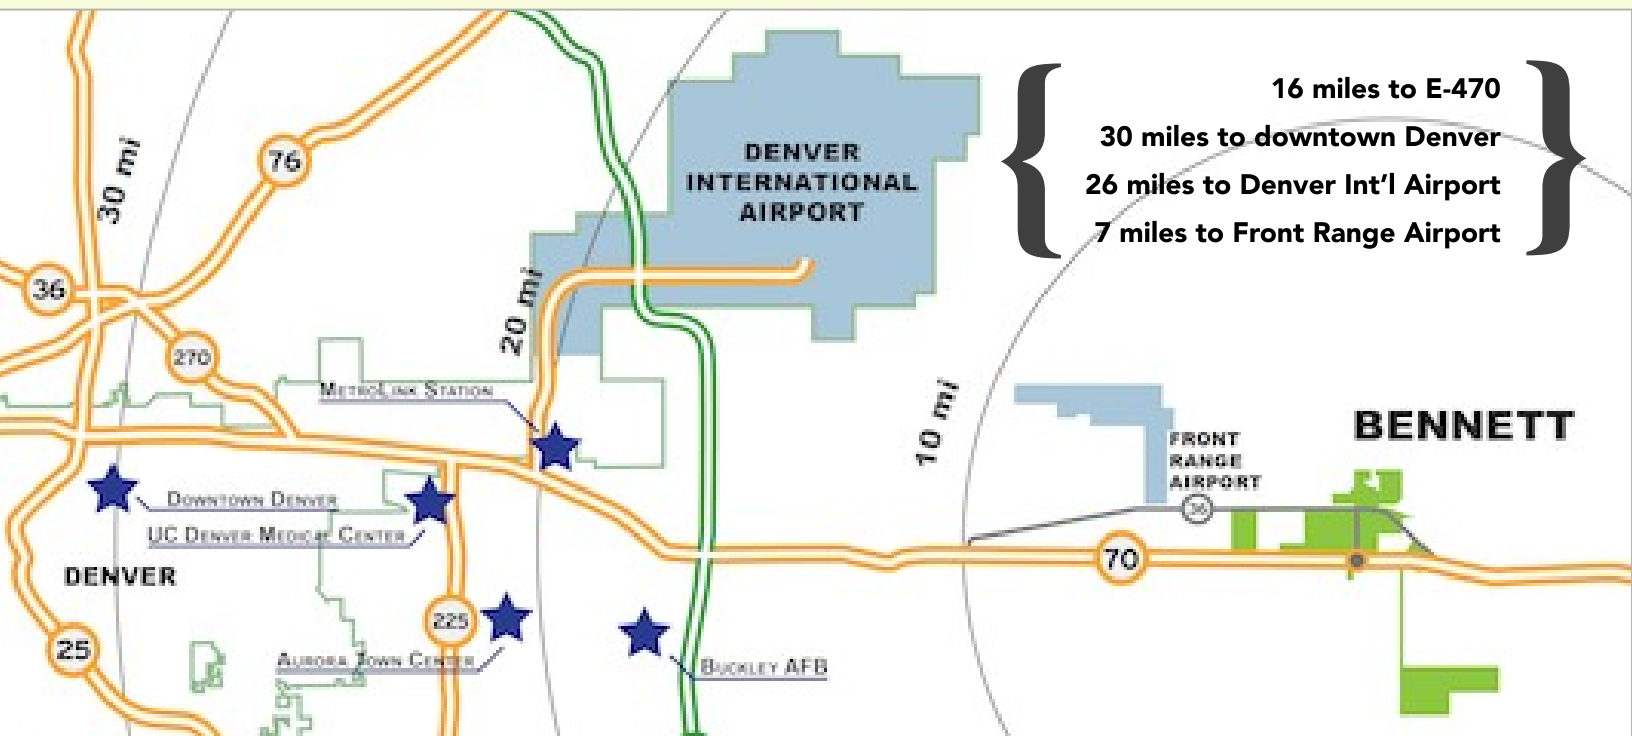 16 miles to E-470
30 miles to downtown Denver
26 miles to Denver Int'l Airport
7 miles to Front Range Airport
30 mi
76
DENVER
INTERNATIONAL
AIRPORT
36
20 mi
270
METROLINK STATION
10 mi
BENNETT
FRONT
RANGE
AIRPORT
36
DOWNTOWN DENVER
UC DENVER MEDICAL CENTER
70
DENVER
225
25
AURORA TOWN CENTER
BUCKLEY AFB